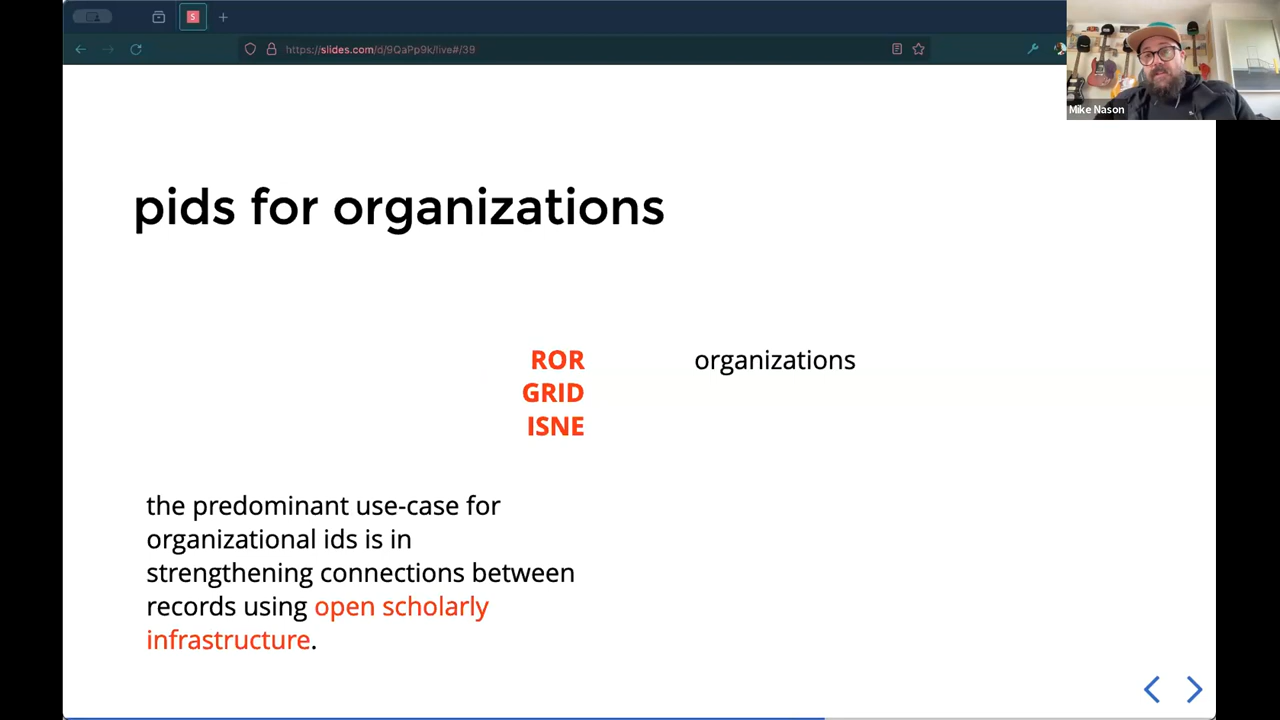 S
https://slides.com/d/9QaPp9k/live#/39
Mike Nason
pids for organizations
ROR
organizations
GRID
ISNE
the predominant use-case for
organizational ids is in
strengthening connections between
records using open scholarly
infrastructure.